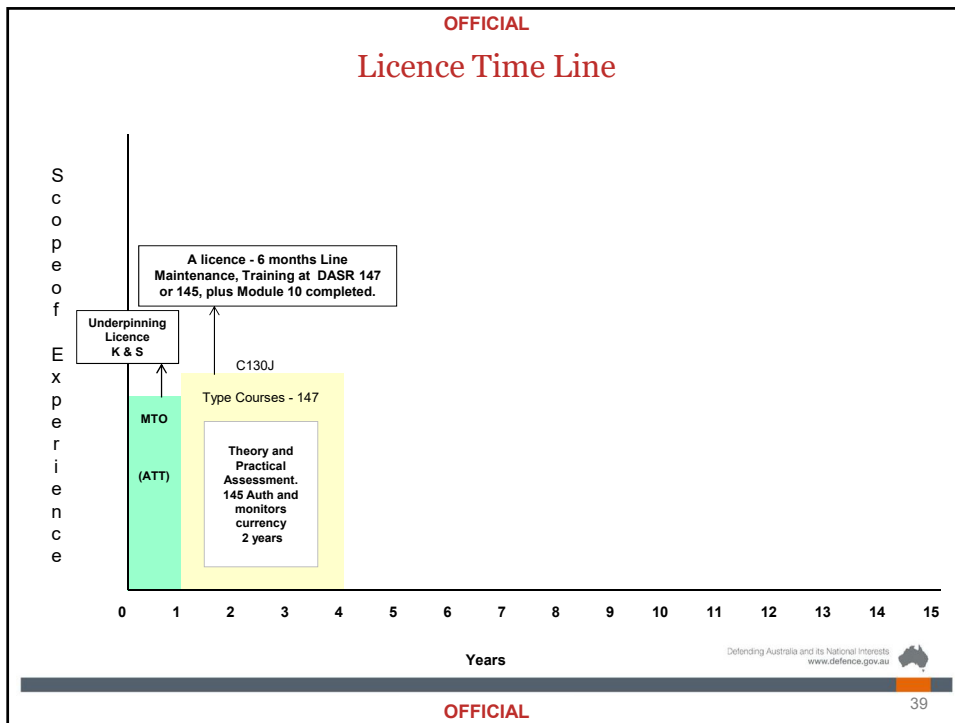 OFFICIAL
Licence Time Line
Scope of Experience
A licence - 6 months Line
Maintenance, Training at DASR 147
or 145, plus Module 10 completed.
Underpinning
Licence
K & S
C130J
Type Courses - 147
MTO
(ATT)
Theory and
Practical
Assessment.
145 Auth and
monitors
currency
2 years
0 1 2 3 4 5 6 7 8 9 10 11 12 13 14 15
Years
Defending Australia and its National Interests
www.defence.gov.au
39
OFFICIAL